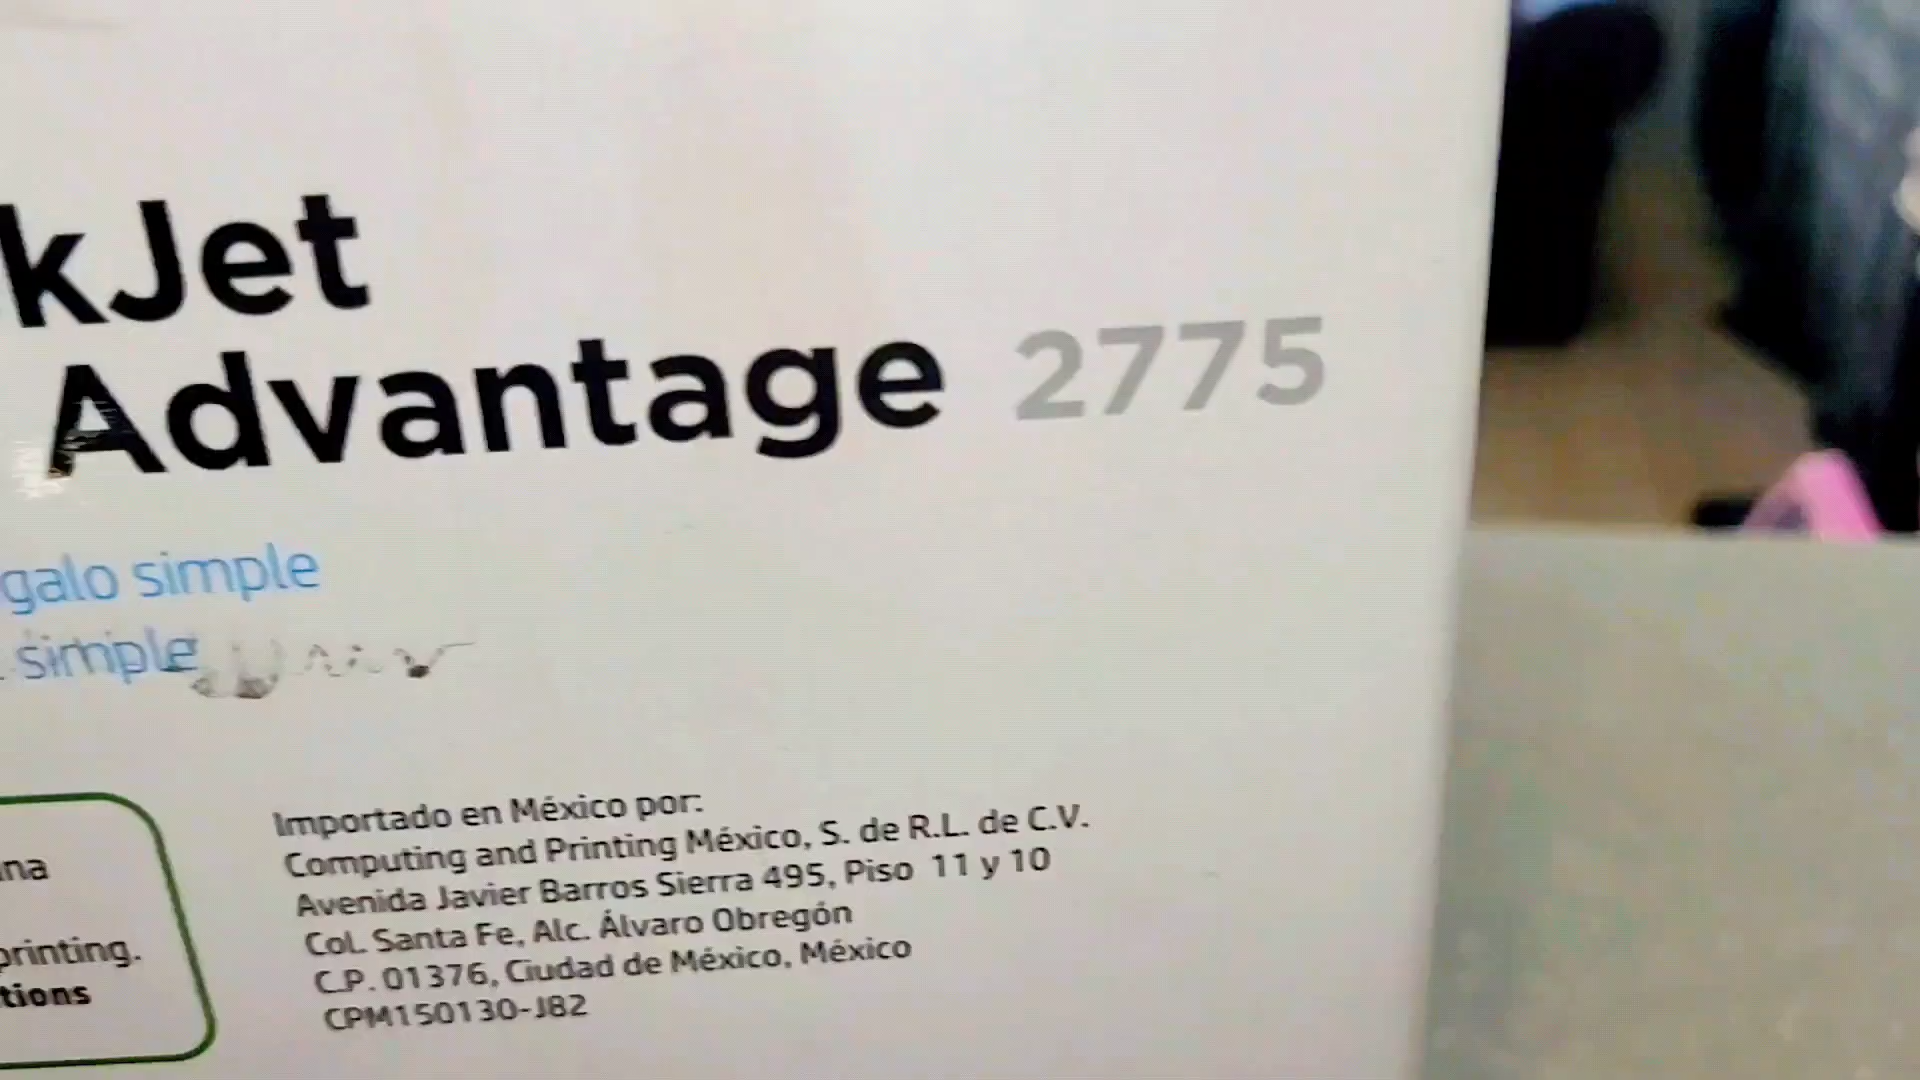 kJet
Advantage 2775
galo simple
simple
Importado en México por:
Computing and Printing México, S. de R.L. de C.V.
Avenida Javier Barros Sierra 495, Piso 11 y 10
Col. Santa Fe, Alc. Álvaro Obregón
C.P. 01376, Ciudad de México, México
CPM150130-J82
na
printing.
tions